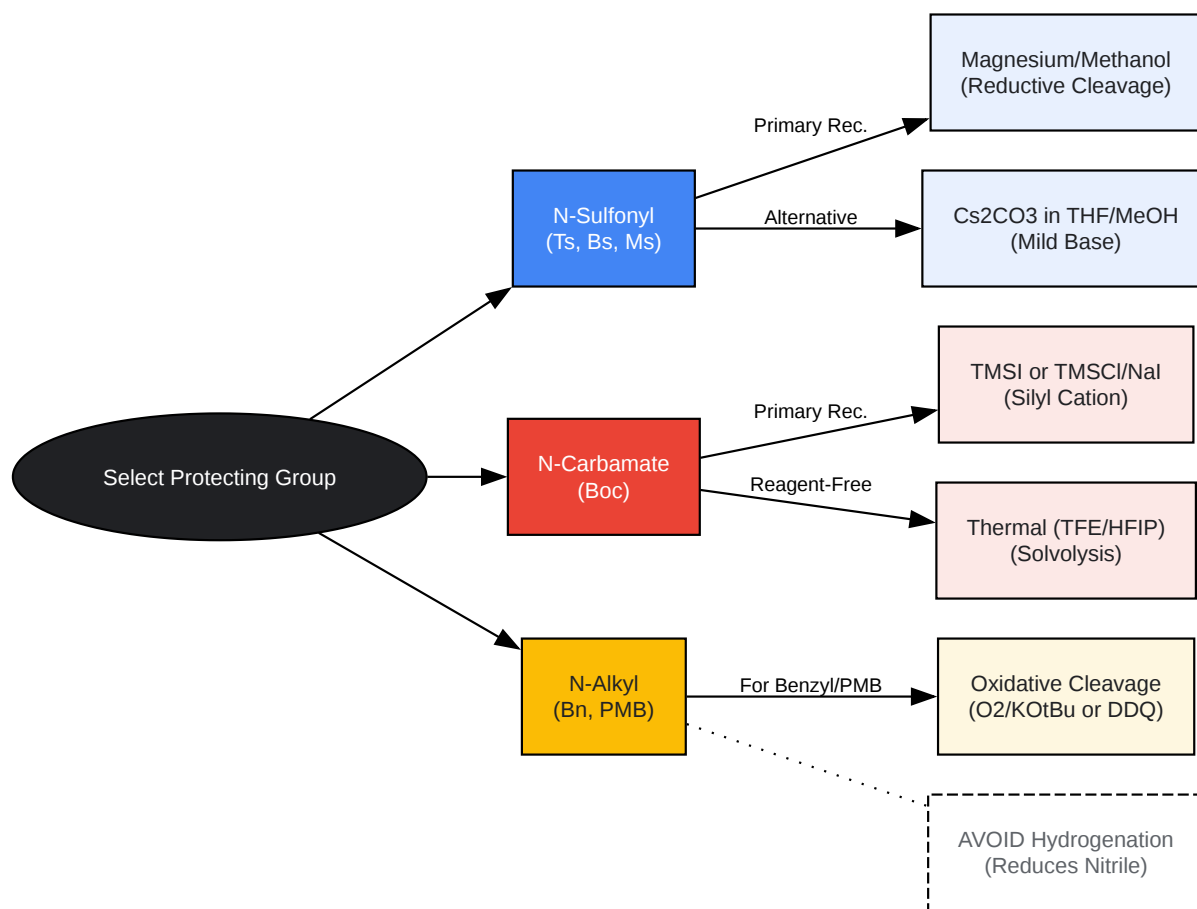 Magnesium/Methanol
(Reductive Cleavage)
Primary Rec.
N-Sulfonyl
(Ts, Bs, Ms)
Alternative
Cs2CO3 in THF/MeOH
(Mild Base)
TMSI or TMSCl/NaI
(Silyl Cation)
Primary Rec.
Select Protecting Group
N-Carbamate
(Boc)
Reagent-Free
Thermal (TFE/HFIP)
(Solvolysis)
N-Alkyl
(Bn, PMB)
For Benzyl/PMB
Oxidative Cleavage
(O2/KOtBu or DDQ)
AVOID Hydrogenation
(Reduces Nitrile)